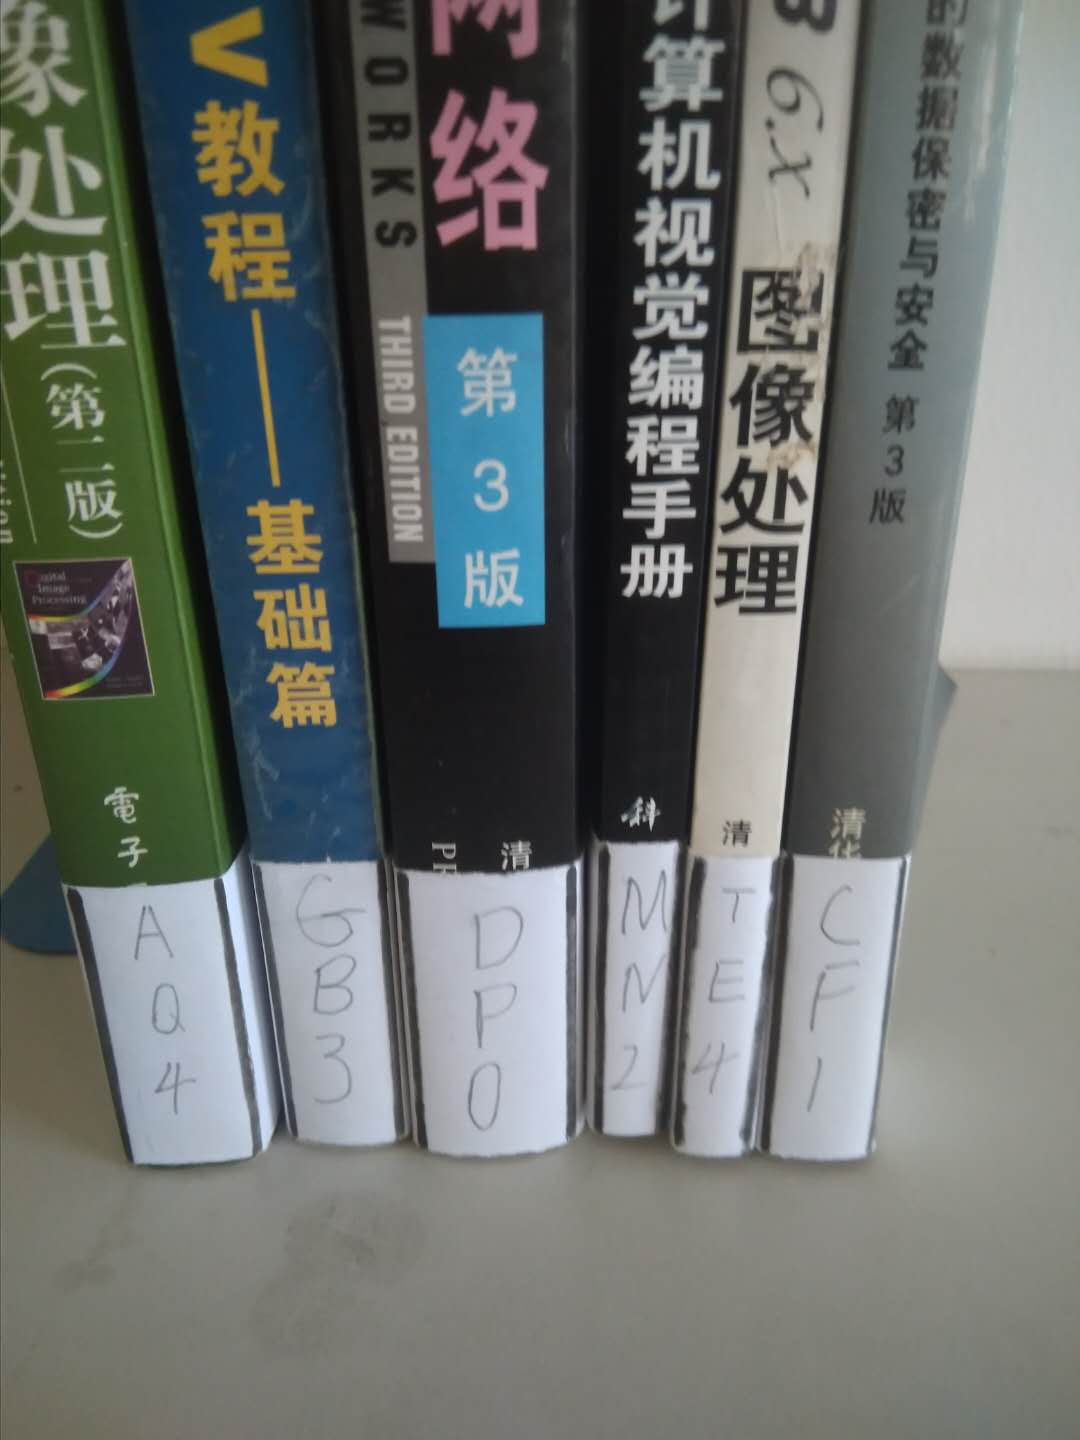 象处理(第二版)
Digital
Image
Processing
電子
AQ4
教程——基础篇
GB3
WORKS
THIRD EDITION
网络
第3版
清
DP0
计算机视觉编程手册
科
MN2
6.x
图像处理
清
TE4
的数据保密与安全 第3版
清华
CF1